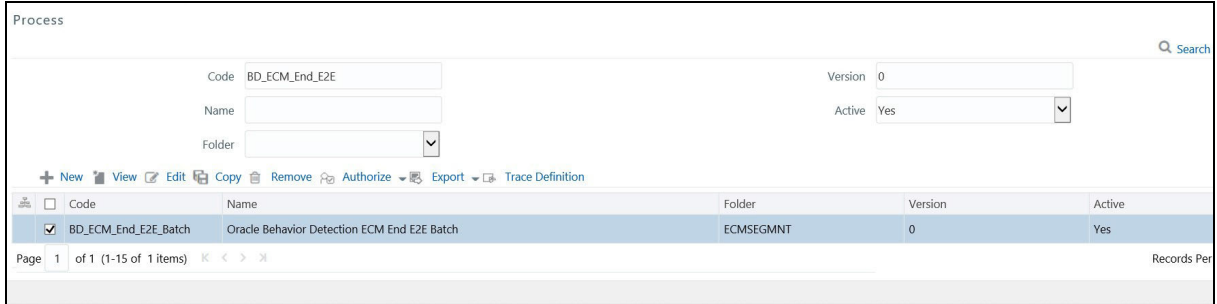 Process
Search
Code BD_ECM_End_E2E Version 0
Name Active Yes
Folder
New View Edit Copy Remove Authorize Export Trace Definition
Code Name Folder Version Active
BD_ECM_End_E2E_Batch Oracle Behavior Detection ECM End E2E Batch ECMSEGMNT 0 Yes
Page 1 of 1 (1-15 of 1 items) Records Per